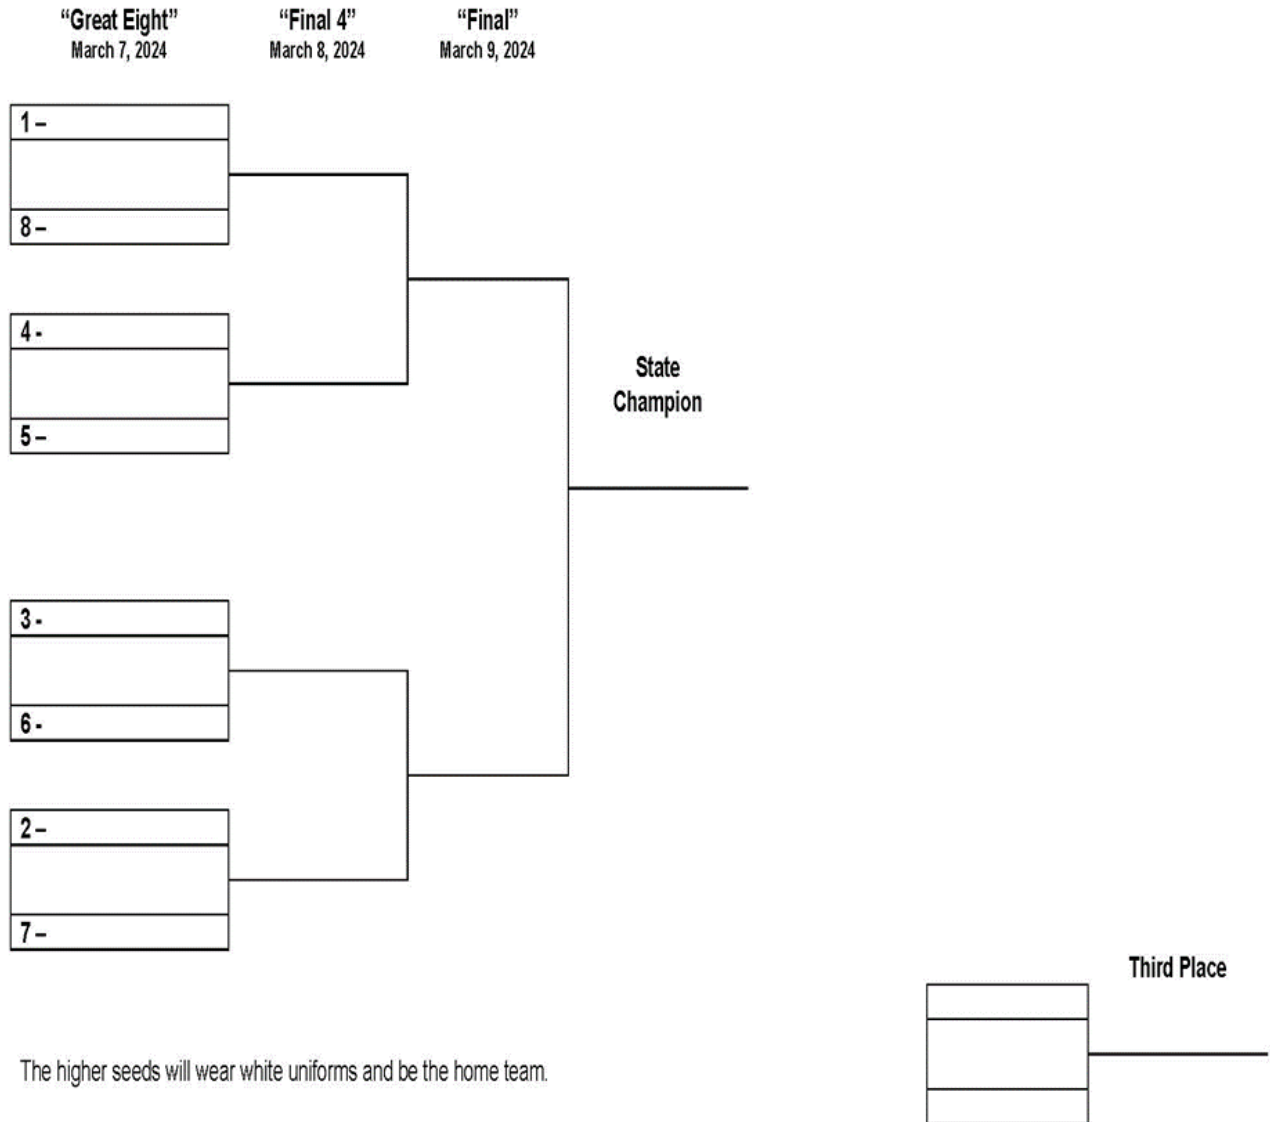 “Great Eight”
March 7, 2024
“Final 4”
March 8, 2024
“Final”
March 9, 2024
1 –
8 –
4 -
5 –
State
Champion
3 -
6 -
2 –
7 –
Third Place
The higher seeds will wear white uniforms and be the home team.